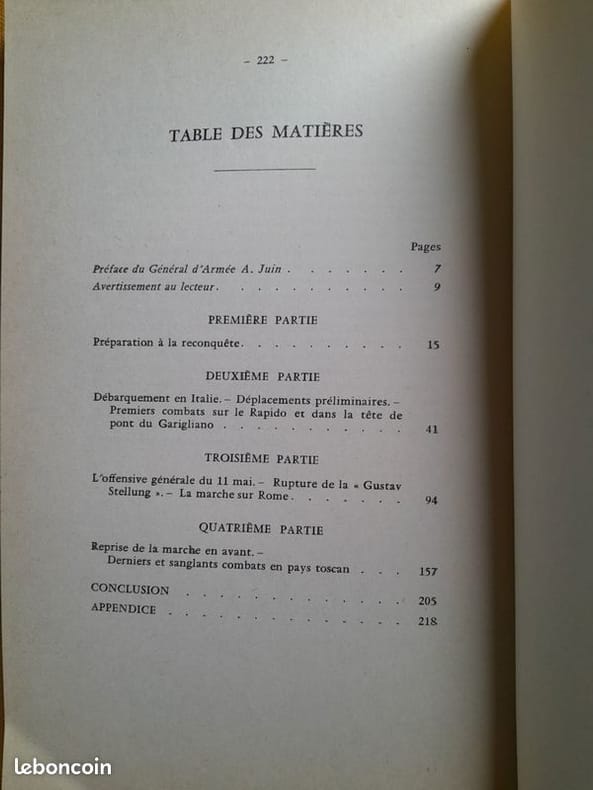 – 222 –
TABLE DES MATIÈRES
Pages
Préface du Général d'Armée A. Juin . . . . . . . 7
Avertissement au lecteur. . . . . . . . . . . 9
PREMIÈRE PARTIE
Préparation à la reconquête. . . . . . . . . . 15
DEUXIÈME PARTIE
Débarquement en Italie. – Déplacements préliminaires. –
Premiers combats sur le Rapido et dans la tête de
pont du Garigliano . . . . . . . . . . . 41
TROISIÈME PARTIE
L'offensive générale du 11 mai. – Rupture de la « Gustav
Stellung ». – La marche sur Rome. . . . . . . 94
QUATRIÈME PARTIE
Reprise de la marche en avant. –
Derniers et sanglants combats en pays toscan . . . 157
CONCLUSION . . . . . . . . . . . . 205
APPENDICE . . . . . . . . . . . . . 218
leboncoin